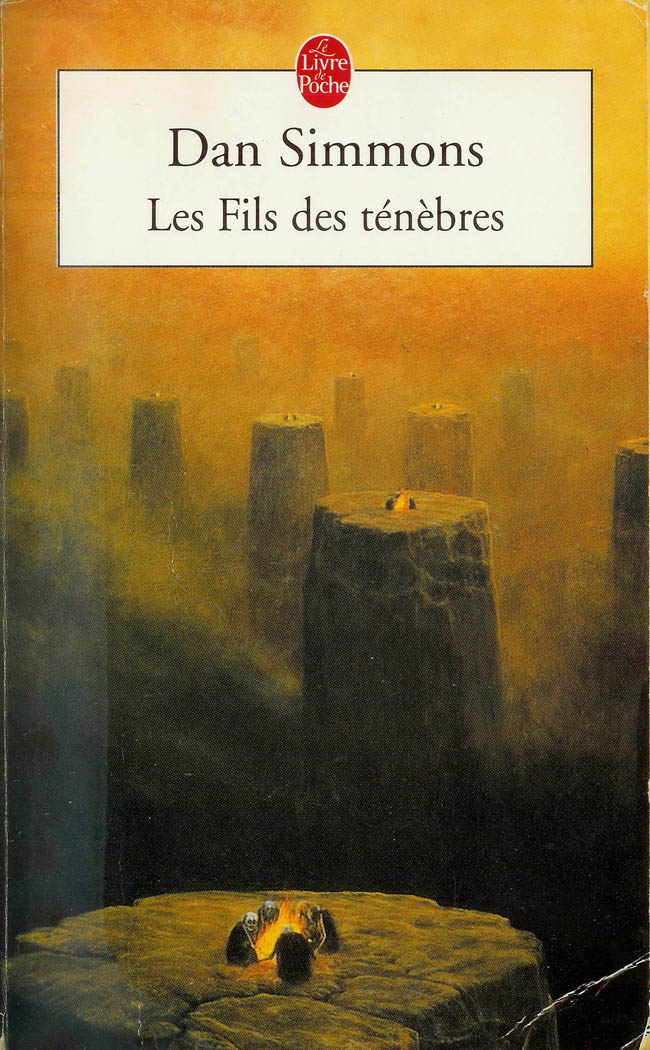 Le
Livre
de
Poche
Dan Simmons
Les Fils des ténèbres